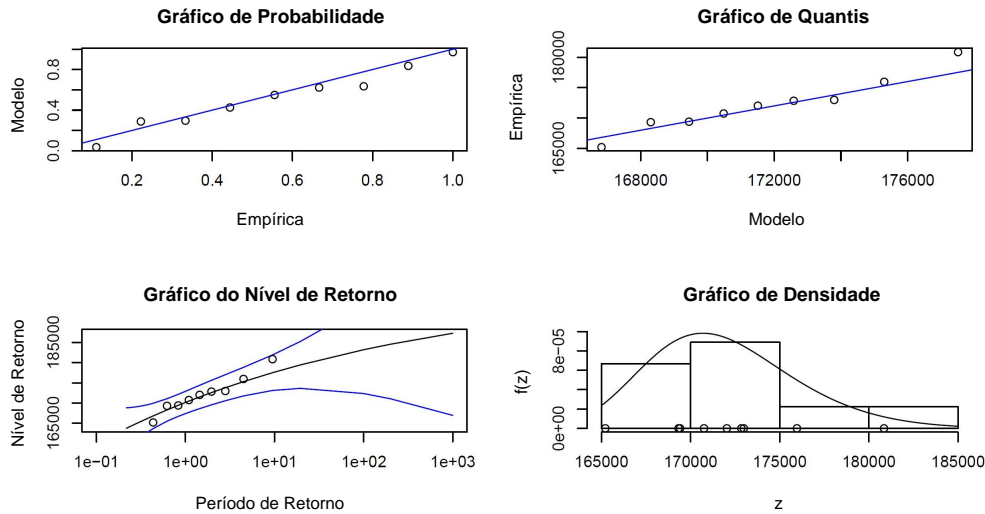 Gráfico de Probabilidade
Modelo
0.0 0.4 0.8
0.2 0.4 0.6 0.8 1.0
Empírica
Gráfico de Quantis
Empírica
165000 180000
168000 172000 176000
Modelo
Gráfico do Nível de Retorno
Nível de Retorno
165000 185000
1e−01 1e+00 1e+01 1e+02 1e+03
Período de Retorno
Gráfico de Densidade
f(z)
0e+00 8e−05
165000 170000 175000 180000 185000
z